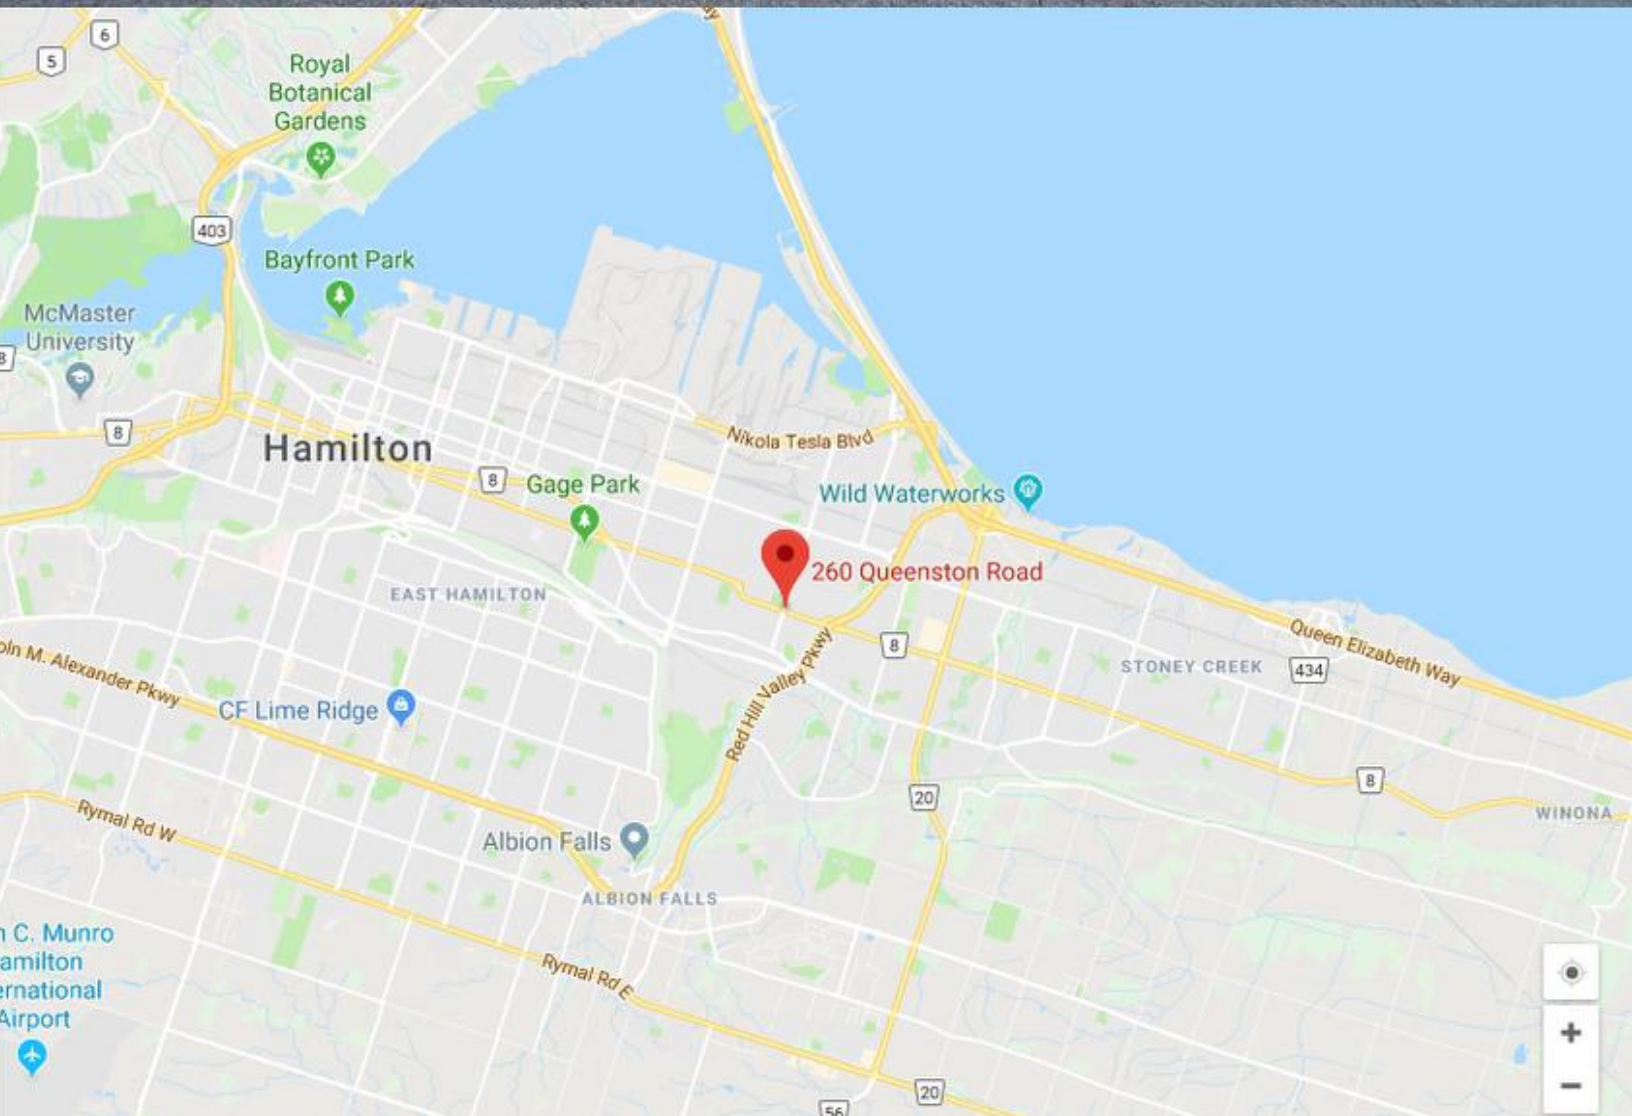 6
5
Royal
Botanical
Gardens
403
Bayfront Park
McMaster
University
8
8
Hamilton
Nikola Tesla Blvd
8
Gage Park
Wild Waterworks
260 Queenston Road
EAST HAMILTON
8
Queen Elizabeth Way
STONEY CREEK
434
oln M. Alexander Pkwy
CF Lime Ridge
Red Hill Valley Pkwy
8
20
WINONA
Rymal Rd W
Albion Falls
ALBION FALLS
n C. Munro
amilton
ernational
Airport
Rymal Rd E
20
56